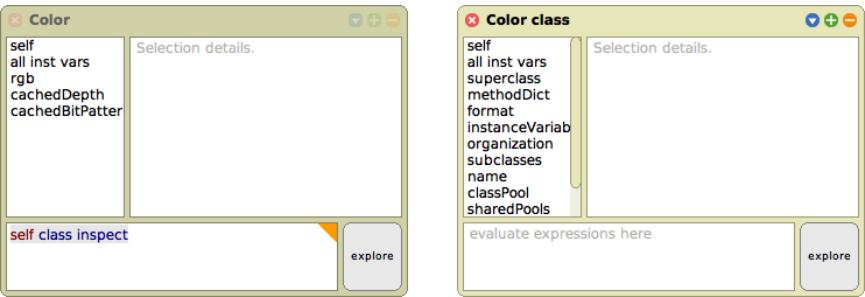 Color
self
all inst vars
rgb
cachedDepth
cachedBitPatter
Selection details.
self class inspect
explore
Color class
self
all inst vars
superclass
methodDict
format
instanceVariab
organization
subclasses
name
classPool
sharedPools
Selection details.
evaluate expressions here
explore